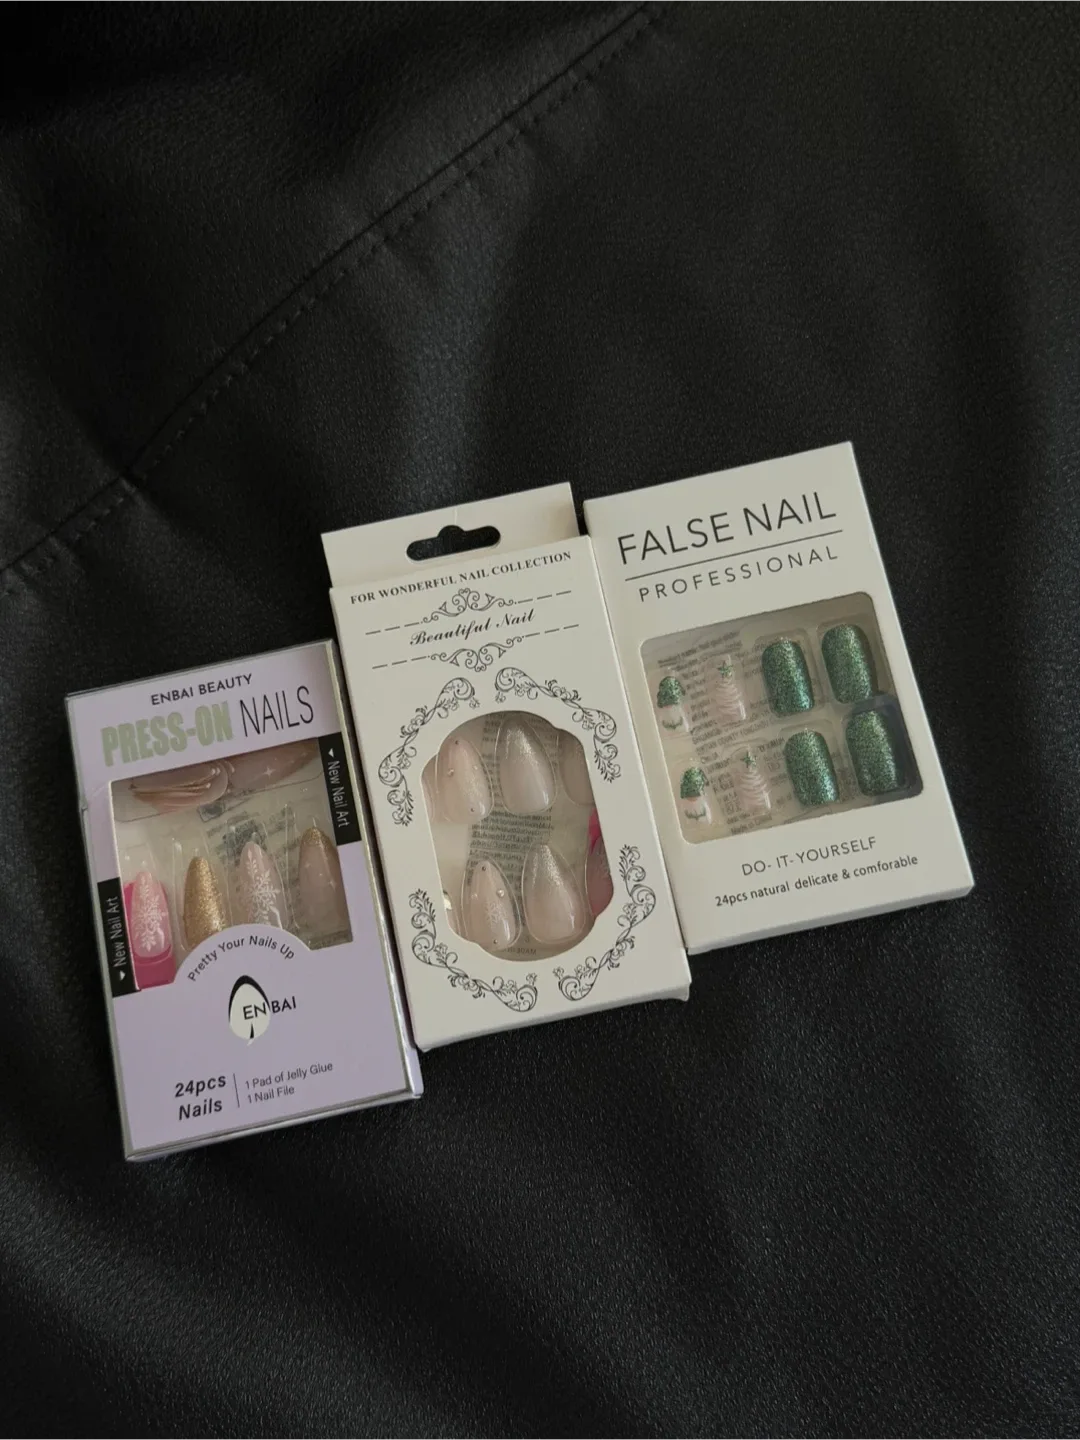 ENBAI BEAUTY
PRESS-ON NAILS
New Nail Art
New Nail Art
Pretty Your Nails Up
ENBAI
24pcs
Nails
1 Pad of Jelly Glue
1 Nail File
FOR WONDERFUL NAIL COLLECTION
Beautiful Nail
FALSE NAIL
PROFESSIONAL
DO-IT-YOURSELF
24pcs natural delicate & comforable